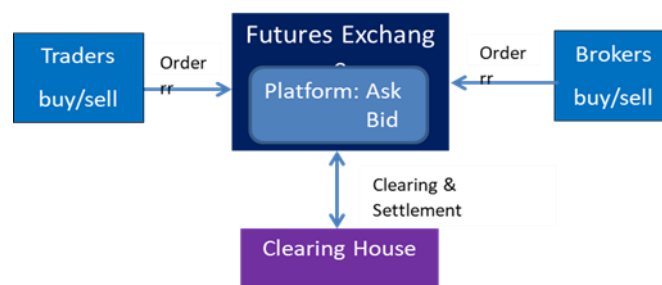 Traders
buy/sell
Order
rr
Futures Exchang
Platform: Ask
Bid
Order
rr
Brokers
buy/sell
Clearing &
Settlement
Clearing House